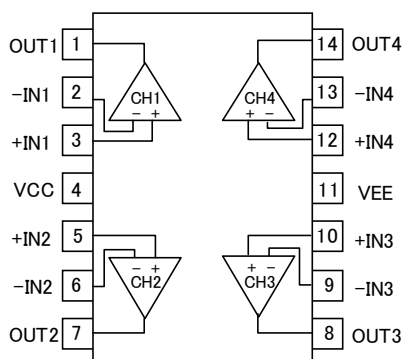 OUT1 1 14 OUT4
-IN1 2 CH1 CH4 13 -IN4
- + + -
+IN1 3 12 +IN4
VCC 4 11 VEE
+IN2 5 10 +IN3
- + + -
-IN2 6 CH2 CH3 9 -IN3
OUT2 7 8 OUT3